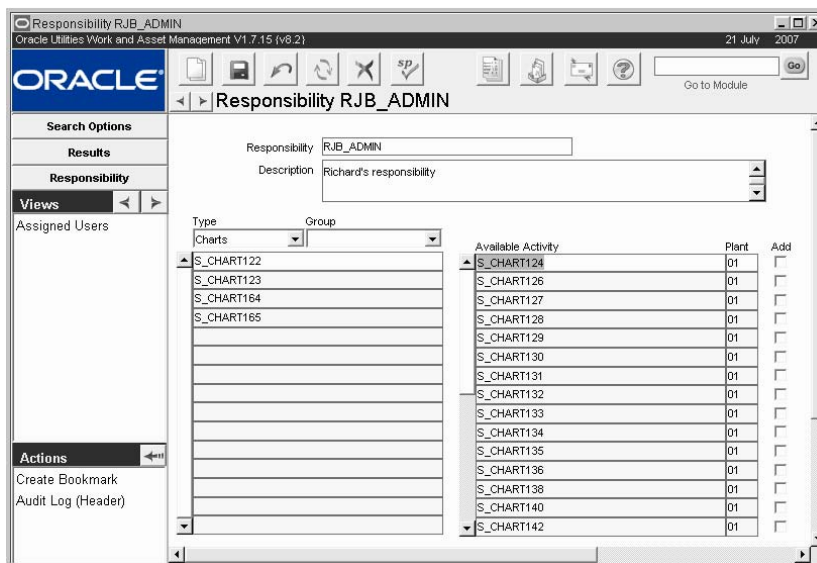 Responsibility RJB_ADMIN
Oracle Utilities Work and Asset Management V1.7.15 (v8.2) 21 July 2007
ORACLE
sp
Go
Go to Module
Responsibility RJB_ADMIN
Search Options
Results
Responsibility
Views
Assigned Users
Actions
Create Bookmark
Audit Log (Header)
Responsibility RJB_ADMIN
Description Richard's responsibility
Type Group
Charts
S_CHART122
S_CHART123
S_CHART164
S_CHART165
Available Activity Plant Add
S_CHART124 01
S_CHART126 01
S_CHART127 01
S_CHART128 01
S_CHART129 01
S_CHART130 01
S_CHART131 01
S_CHART132 01
S_CHART133 01
S_CHART134 01
S_CHART135 01
S_CHART136 01
S_CHART138 01
S_CHART140 01
S_CHART142 01